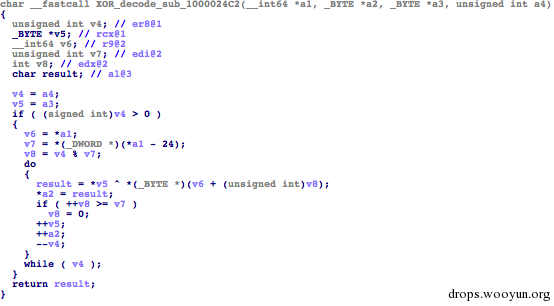 char __fastcall XOR_decode_sub_1000024C2(__int64 *a1, _BYTE *a2, _BYTE *a3, unsigned int a4)
{
unsigned int v4; // er8@1
_BYTE *v5; // rcx@1
__int64 v6; // r9@2
unsigned int v7; // edi@2
int v8; // edx@2
char result; // al@3
v4 = a4;
v5 = a3;
if ( (signed int)v4 > 0 )
{
v6 = *a1;
v7 = *(_DWORD *)(*a1 - 24);
v8 = v4 % v7;
do
{
result = *v5 ^ *(_BYTE *)(v6 + (unsigned int)v8);
*a2 = result;
if ( ++v8 >= v7 )
v8 = 0;
++v5;
++a2;
--v4;
}
while ( v4 );
}
return result;
}
drops.wooyun.org